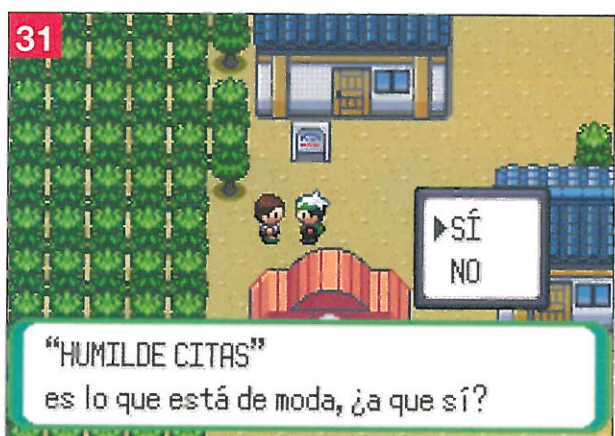 31
▶SÍ
NO
“HUMILDE CITAS”
es lo que está de moda, ¿a que sí?